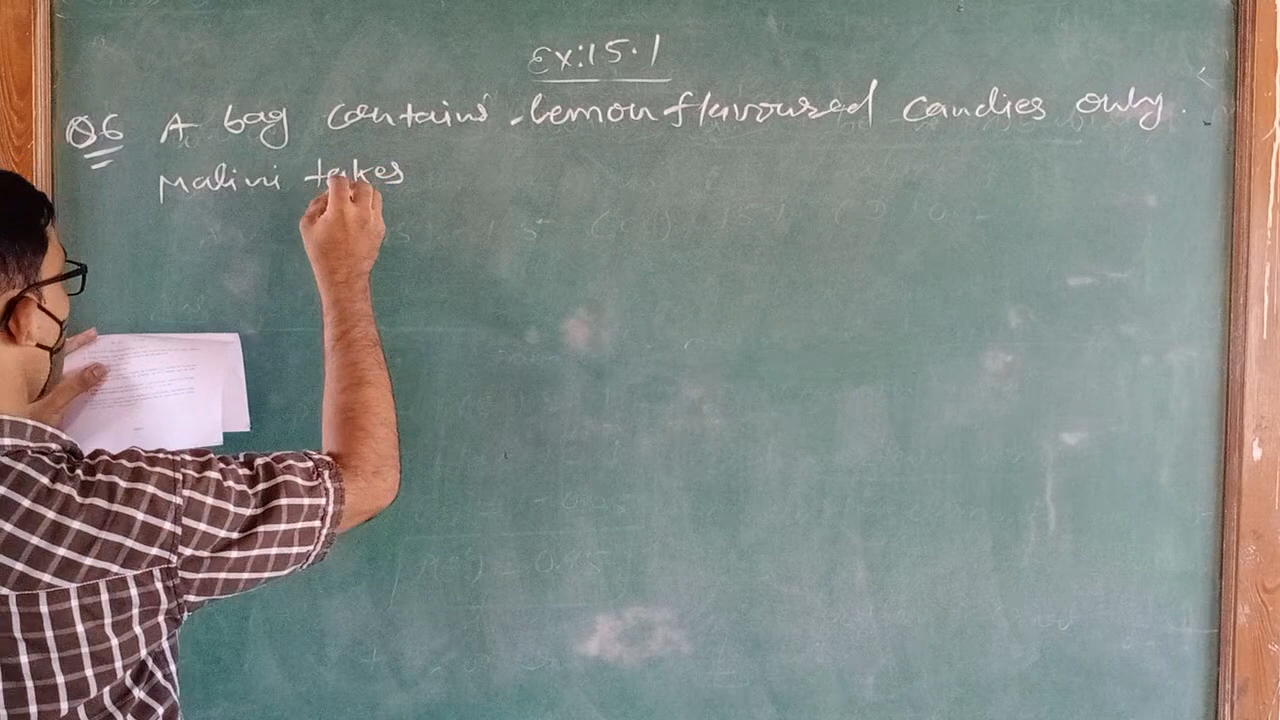 Ex:15.1
Q6 A bag contains lemon flavoured candies only.
Malini takes